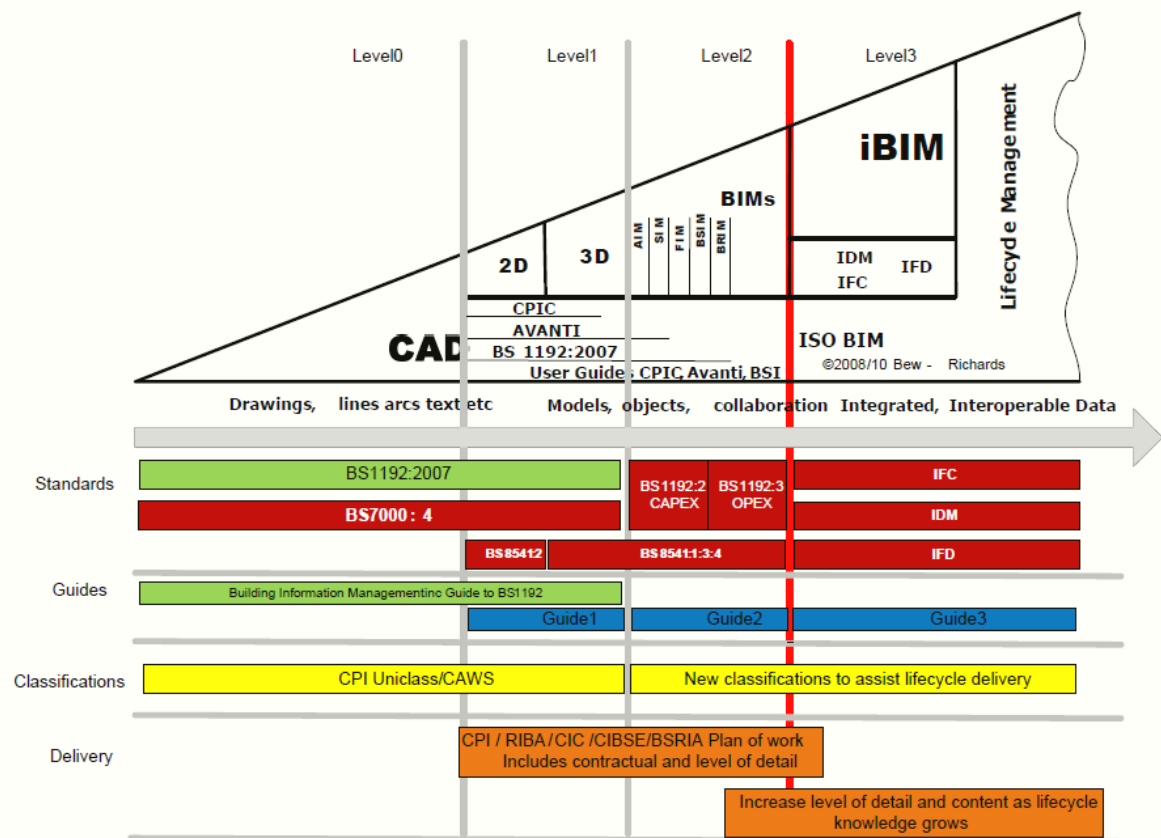 Level0
Level1
Level2
Level3
iBIM
BIMs
Lifecycle Management
AIM
SIM
FIM
BSIM
BRIM
2D
3D
IDM
IFD
IFC
CPIC
AVANTI
CAD
BS 1192:2007
ISO BIM
User Guides CPIC, Avanti, BSI
©2008/10 Bew - Richards
Drawings, lines arcs text etc
Models, objects, collaboration
Integrated, Interoperable Data
Standards
BS1192:2007
BS1192:2
CAPEX
BS1192:3
OPEX
IFC
BS7000: 4
IDM
BS8541:2
BS8541:1:3:4
IFD
Guides
Building Information Managementinc Guide to BS1192
Guide1
Guide2
Guide3
Classifications
CPI Uniclass/CAWS
New classifications to assist lifecycle delivery
Delivery
CPI / RIBA/CIC /CIBSE/BSRIA Plan of work
Includes contractual and level of detail
Increase level of detail and content as lifecycle
knowledge grows